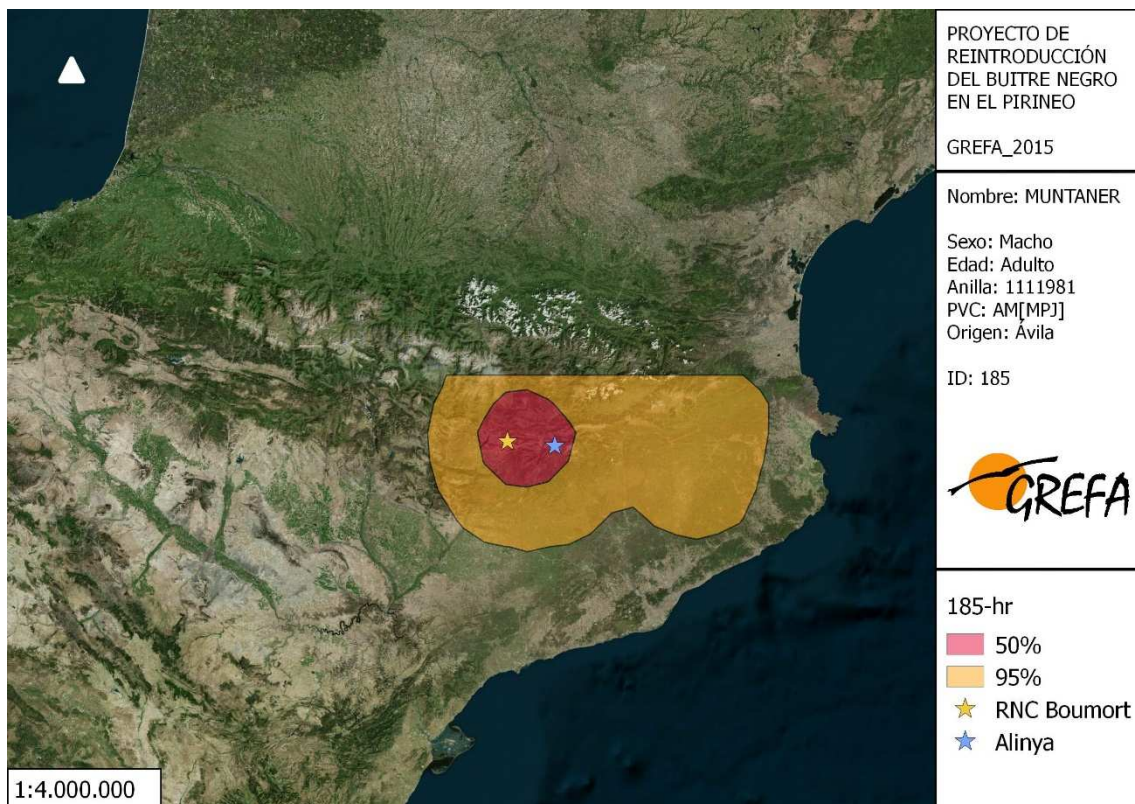 PROYECTO DE
REINTRODUCCIÓN
DEL BUITRE NEGRO
EN EL PIRINEO
GREFA_2015
Nombre: MUNTANER
Sexo: Macho
Edad: Adulto
Anilla: 1111981
PVC: AM[MPJ]
Origen: Ávila
ID: 185
GREFA
185-hr
50%
95%
RNC Boumort
Alinya
1:4.000.000